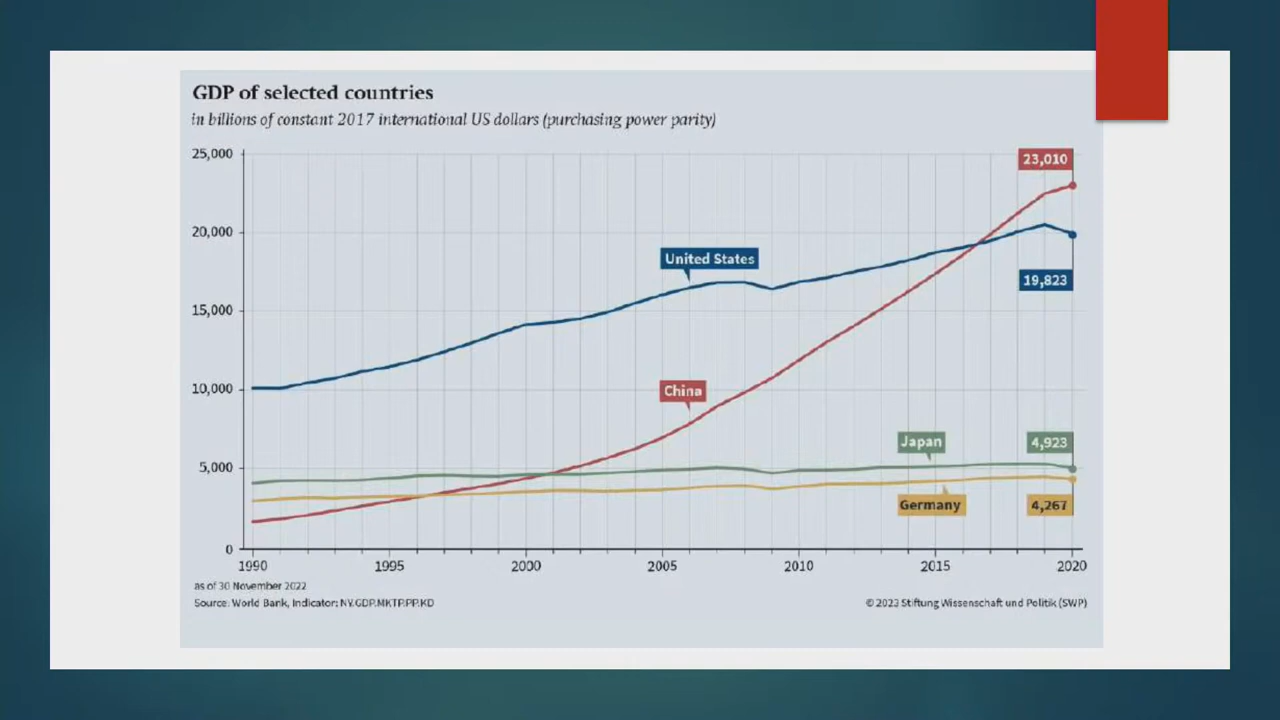 GDP of selected countries
in billions of constant 2017 international US dollars (purchasing power parity)
25,000
23,010
20,000
United States
19,823
15,000
10,000
China
Japan
4,923
5,000
Germany
4,267
0
1990 1995 2000 2005 2010 2015 2020
as of 30 November 2022
Source: World Bank, Indicator: NY.GDP.MKTP.PP.KD
© 2023 Stiftung Wissenschaft und Politik (SWP)